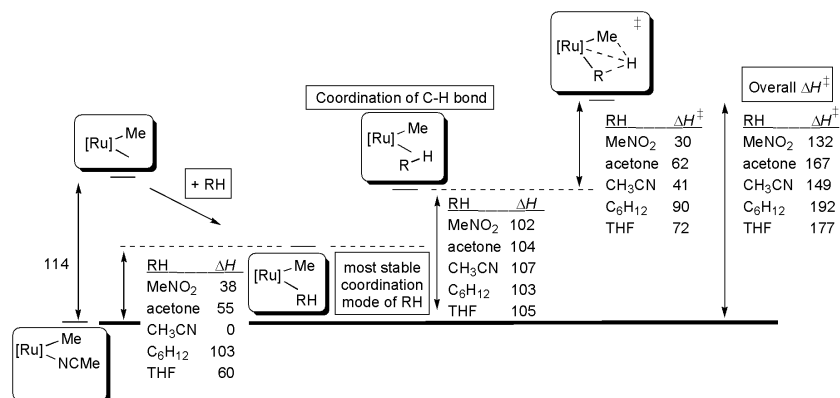 [Ru] Me H R ‡
Overall ΔH‡
RH ΔH‡
MeNO₂ 132
acetone 167
CH₃CN 149
C₆H₁₂ 192
THF 177
RH ΔH‡
MeNO₂ 30
acetone 62
CH₃CN 41
C₆H₁₂ 90
THF 72
Coordination of C-H bond
[Ru] Me H R
RH ΔH
MeNO₂ 102
acetone 104
CH₃CN 107
C₆H₁₂ 103
THF 105
[Ru] Me
+ RH
114
RH ΔH
MeNO₂ 38
acetone 55
CH₃CN 0
C₆H₁₂ 103
THF 60
[Ru] Me RH
most stable
coordination
mode of RH
[Ru] Me NCMe